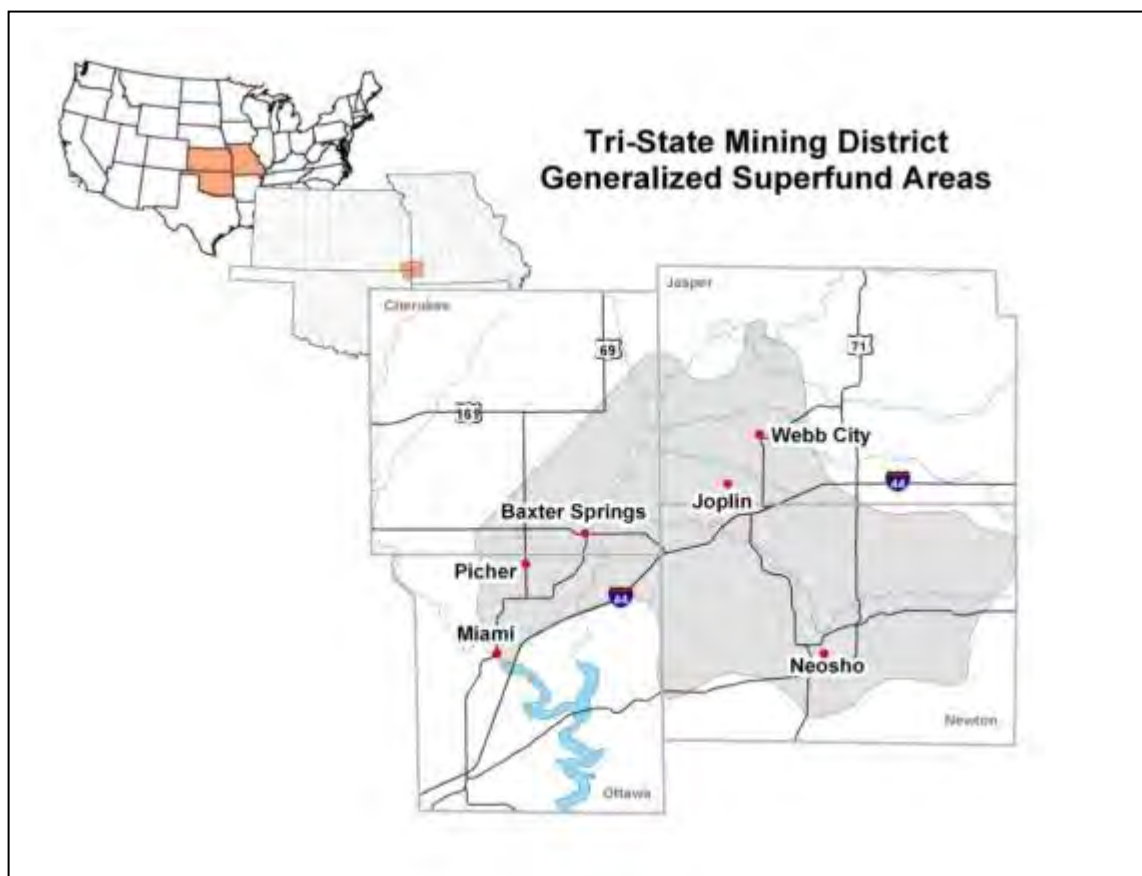 Tri-State Mining District
Generalized Superfund Areas
Jasper
Cherokee
69
71
169
Webb City
44
Joplin
Baxter Springs
Picher
44
Miami
Neosho
Newton
Ottawa